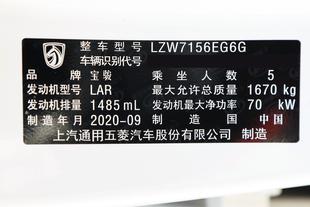 整车型号 LZW7156EG6G
车辆识别代号
品牌 宝骏 乘坐人数 5
发动机型号 LAR 最大允许总质量 1670 kg
发动机排量 1485 mL 发动机最大净功率 70 kW
制造年月 2020-09 制造国 中国
上汽通用五菱汽车股份有限公司 制造